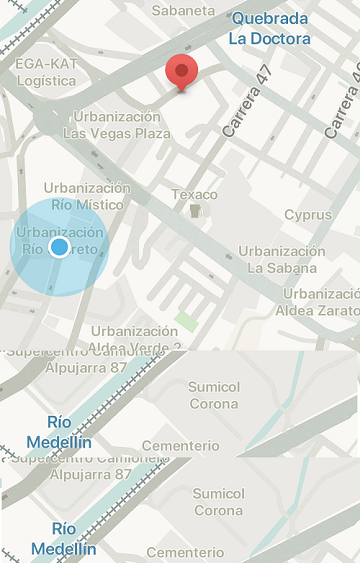 Sabaneta
Quebrada
La Doctora
EGA-KAT
Logística
Carrera 47
Urbanización
Las Vegas Plaza
Urbanización
Río Místico
Texaco
Cyprus
Urbanización
Río
Urbanización
La Sabana
Aldea Zarato
Urbanización
Aldea Verde 2
Supercentro Camionero
Alpujarra 87
Sumicol
Corona
Río
Medellín
Cementerio
Supercentro Camionero
Alpujarra 87
Sumicol
Corona
Río
Medellín
Cementerio